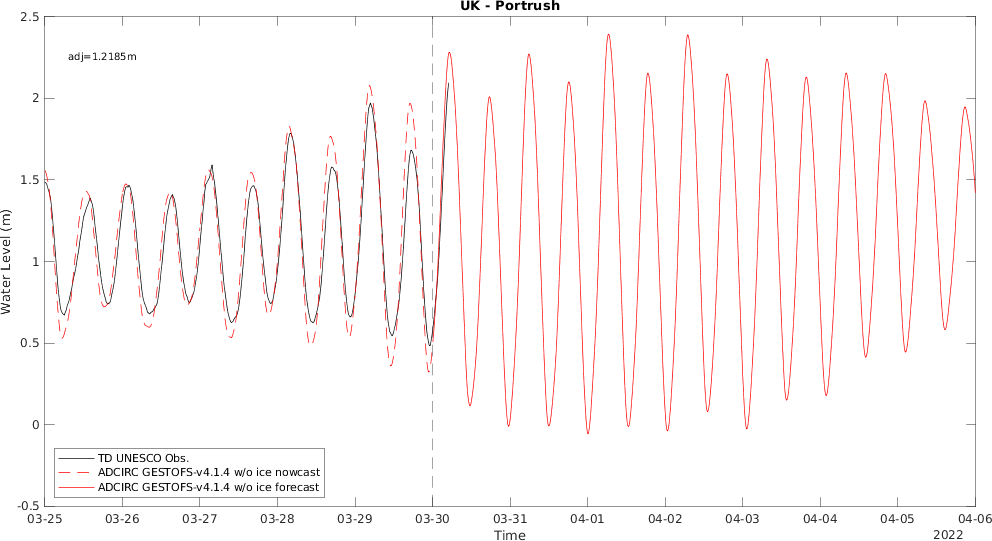 UK - Portrush
2.5
adj=1.2185m
2
1.5
1
0.5
0
-0.5
Water Level (m)
TD UNESCO Obs.
ADCIRC GESTOFS-v4.1.4 w/o ice nowcast
ADCIRC GESTOFS-v4.1.4 w/o ice forecast
03-25 03-26 03-27 03-28 03-29 03-30 03-31 04-01 04-02 04-03 04-04 04-05 04-06
Time
2022